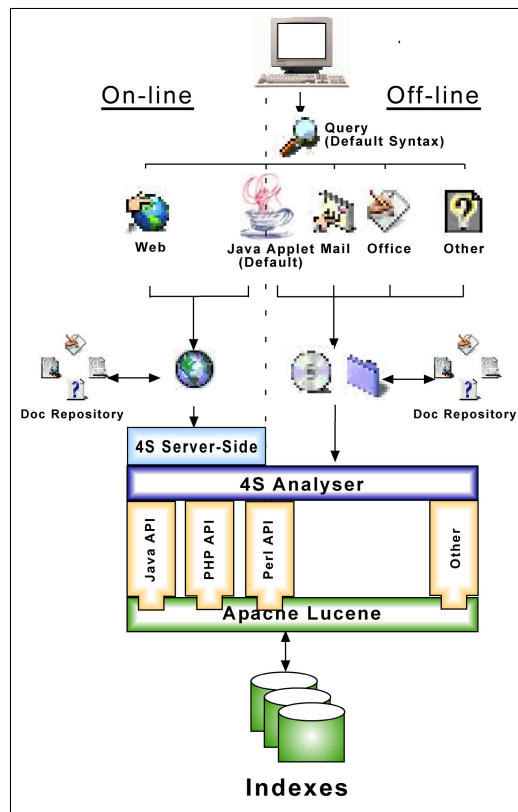 On-line
Off-line
Query
(Default Syntax)
Web
Java Applet
(Default)
Mail
Office
Other
Doc Repository
Doc Repository
4S Server-Side
4S Analyser
Java API
PHP API
Perl API
Other
Apache Lucene
Indexes